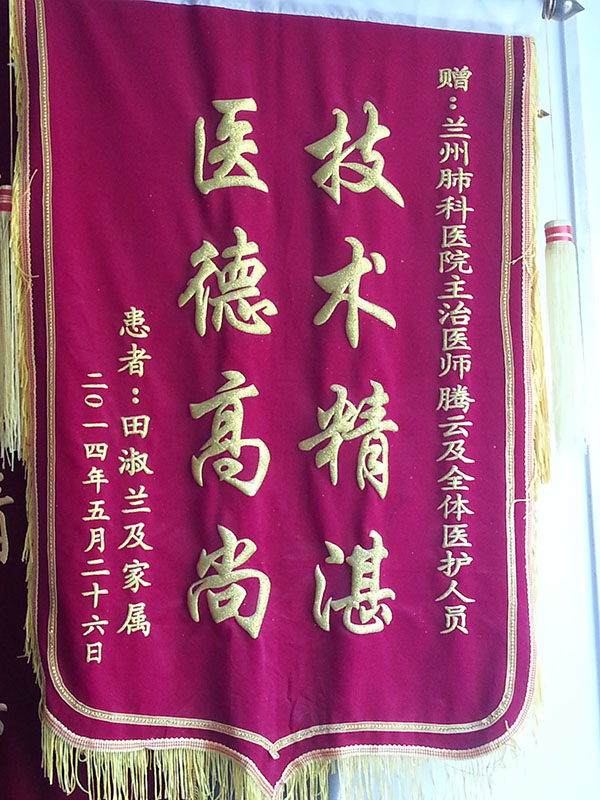 赠：兰州肺科医院主治医师腾云及全体医护人员
技术精湛
医德高尚
患者：田淑兰及家属
二〇一四年五月二十六日